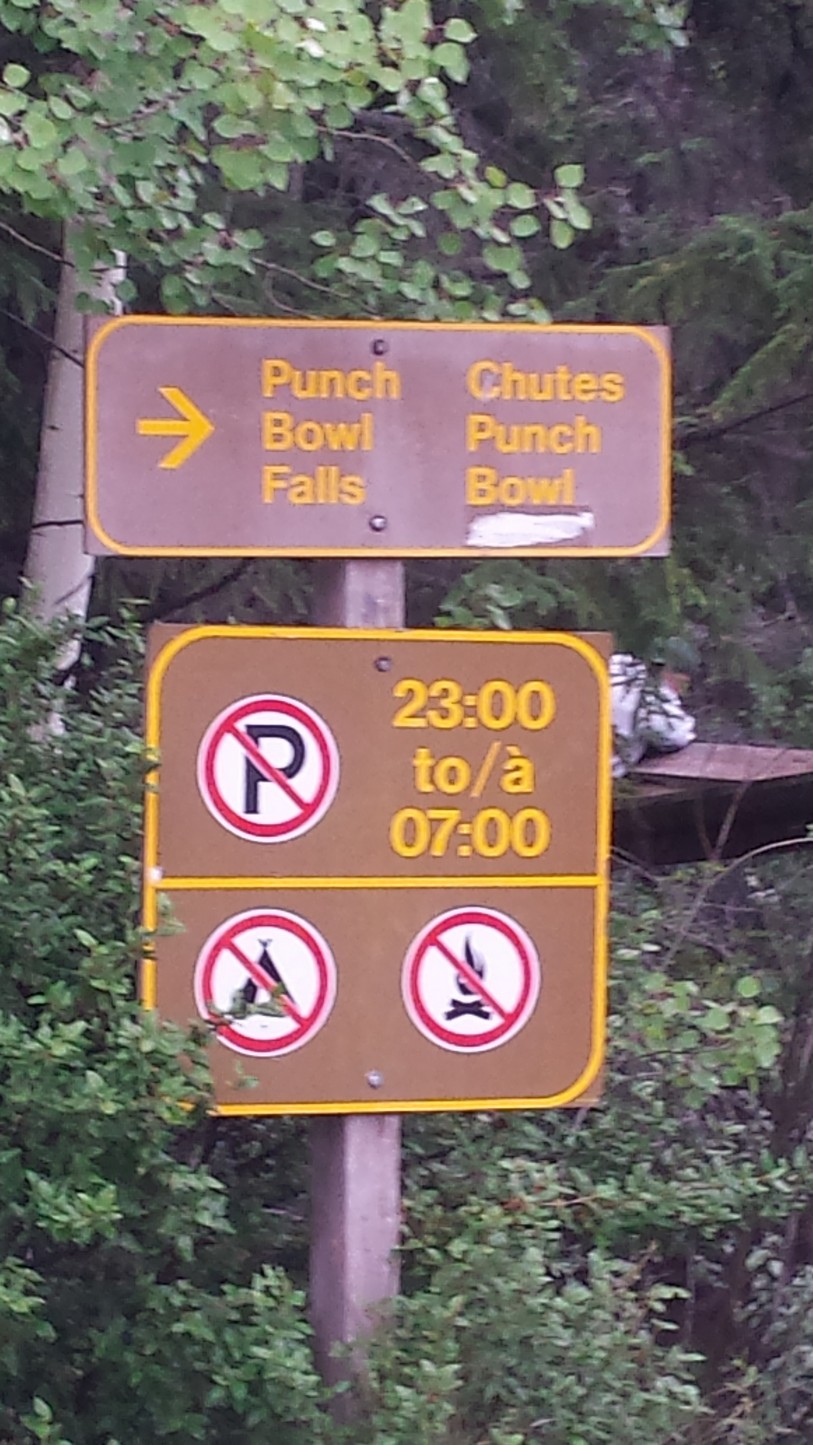 Punch
Bowl
Falls
Chutes
Punch
Bowl
P
23:00
to/à
07:00